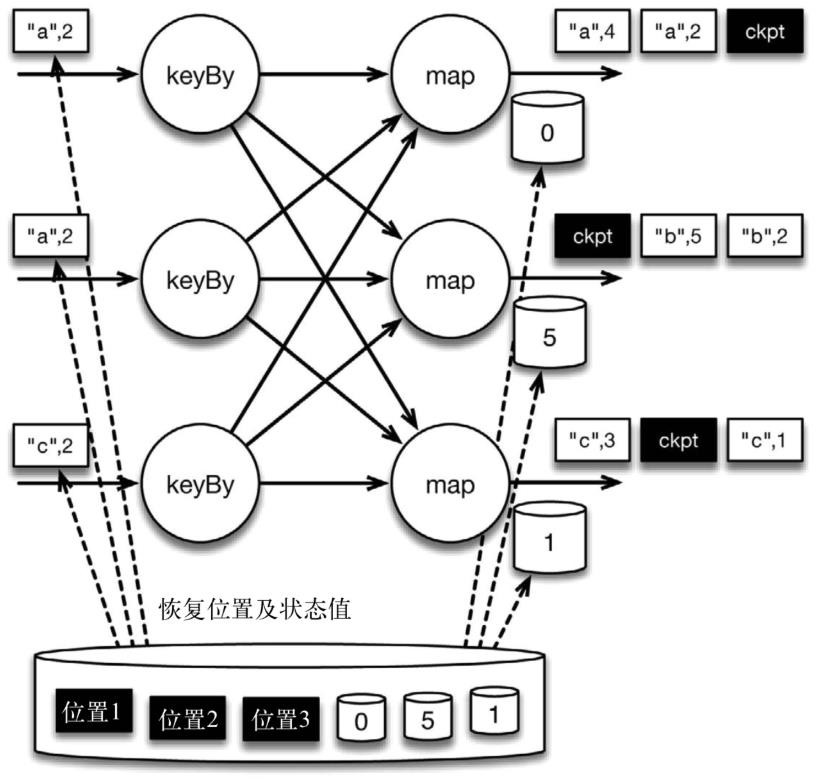 "a",2
keyBy
map
"a",4 "a",2 ckpt
0
"a",2
keyBy
map
ckpt "b",5 "b",2
5
"c",2
keyBy
map
"c",3 ckpt "c",1
1
恢复位置及状态值
位置1 位置2 位置3 0 5 1